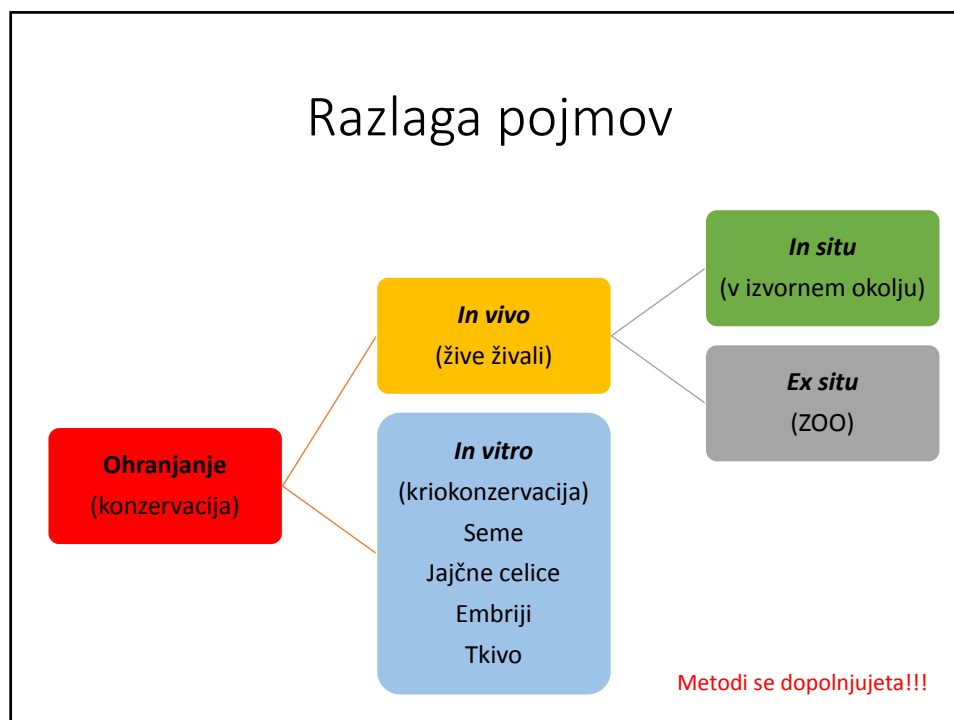 Razlaga pojmov
Ohranjanje
(konzervacija)
In vivo
(žive živali)
In situ
(v izvornem okolju)
Ex situ
(ZOO)
In vitro
(kriokonzervacija)
Seme
Jajčne celice
Embriji
Tkivo
Metodi se dopolnjujeta!!!